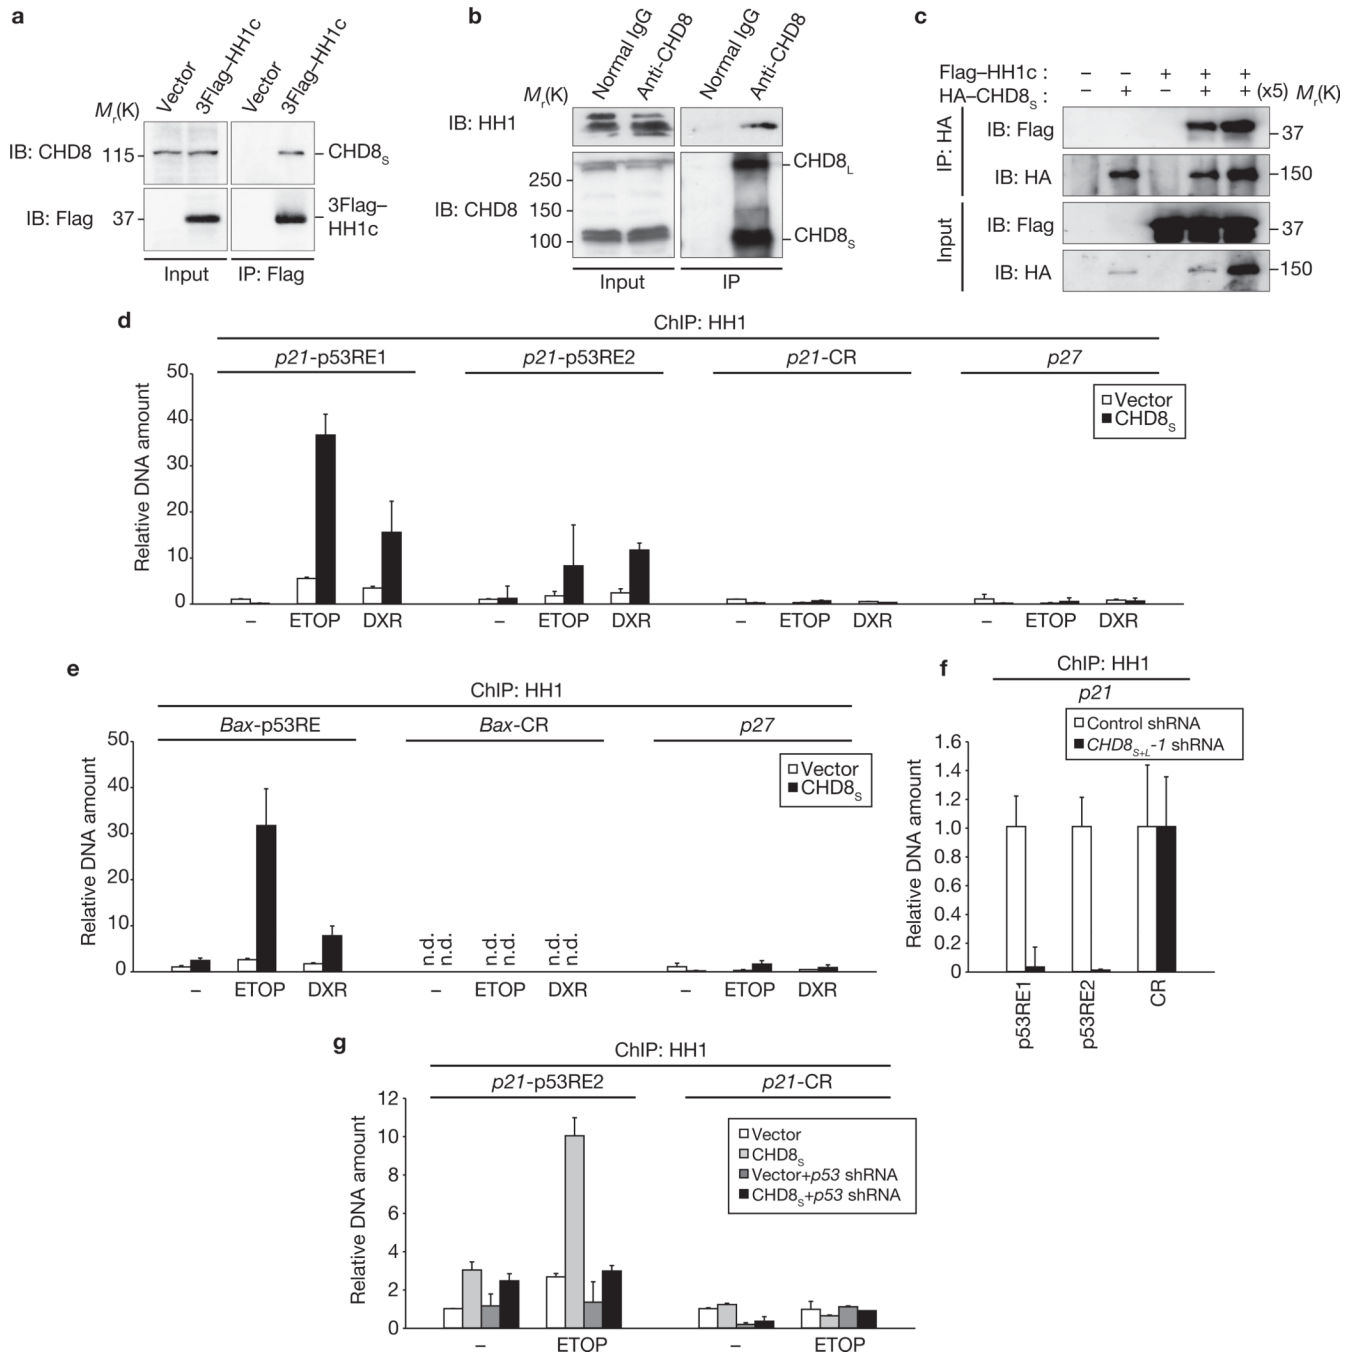 a
Vector
3Flag–HH1c
Vector
3Flag–HH1c
Mr(K)
IB: CHD8 115 CHD8S
IB: Flag 37 3Flag–
HH1c
Input IP: Flag
b
Normal IgG
Anti-CHD8
Normal IgG
Anti-CHD8
Mr(K)
IB: HH1
CHD8L
250
IB: CHD8 150
100 CHD8S
Input IP
c
Flag–HH1c : – – + + +
HA–CHD8S : – + – + + (x5) Mr(K)
IP: HA
IB: Flag 37
IB: HA 150
Input
IB: Flag 37
IB: HA 150
d
ChIP: HH1
p21-p53RE1 p21-p53RE2 p21-CR p27
Relative DNA amount
50
40
30
20
10
0
Vector
CHD8S
– ETOP DXR – ETOP DXR – ETOP DXR – ETOP DXR
e
ChIP: HH1
Bax-p53RE Bax-CR p27
Relative DNA amount
50
40
30
20
10
0
Vector
CHD8S
n.d. n.d. n.d. n.d. n.d. n.d.
– ETOP DXR – ETOP DXR – ETOP DXR
f
ChIP: HH1
p21
Control shRNA
CHD8S+L-1 shRNA
Relative DNA amount
1.6
1.4
1.2
1.0
0.8
0.6
0.4
0.2
0
p53RE1
p53RE2
CR
g
ChIP: HH1
p21-p53RE2 p21-CR
Relative DNA amount
12
10
8
6
4
2
0
Vector
CHD8S
Vector+p53 shRNA
CHD8S+p53 shRNA
– ETOP – ETOP